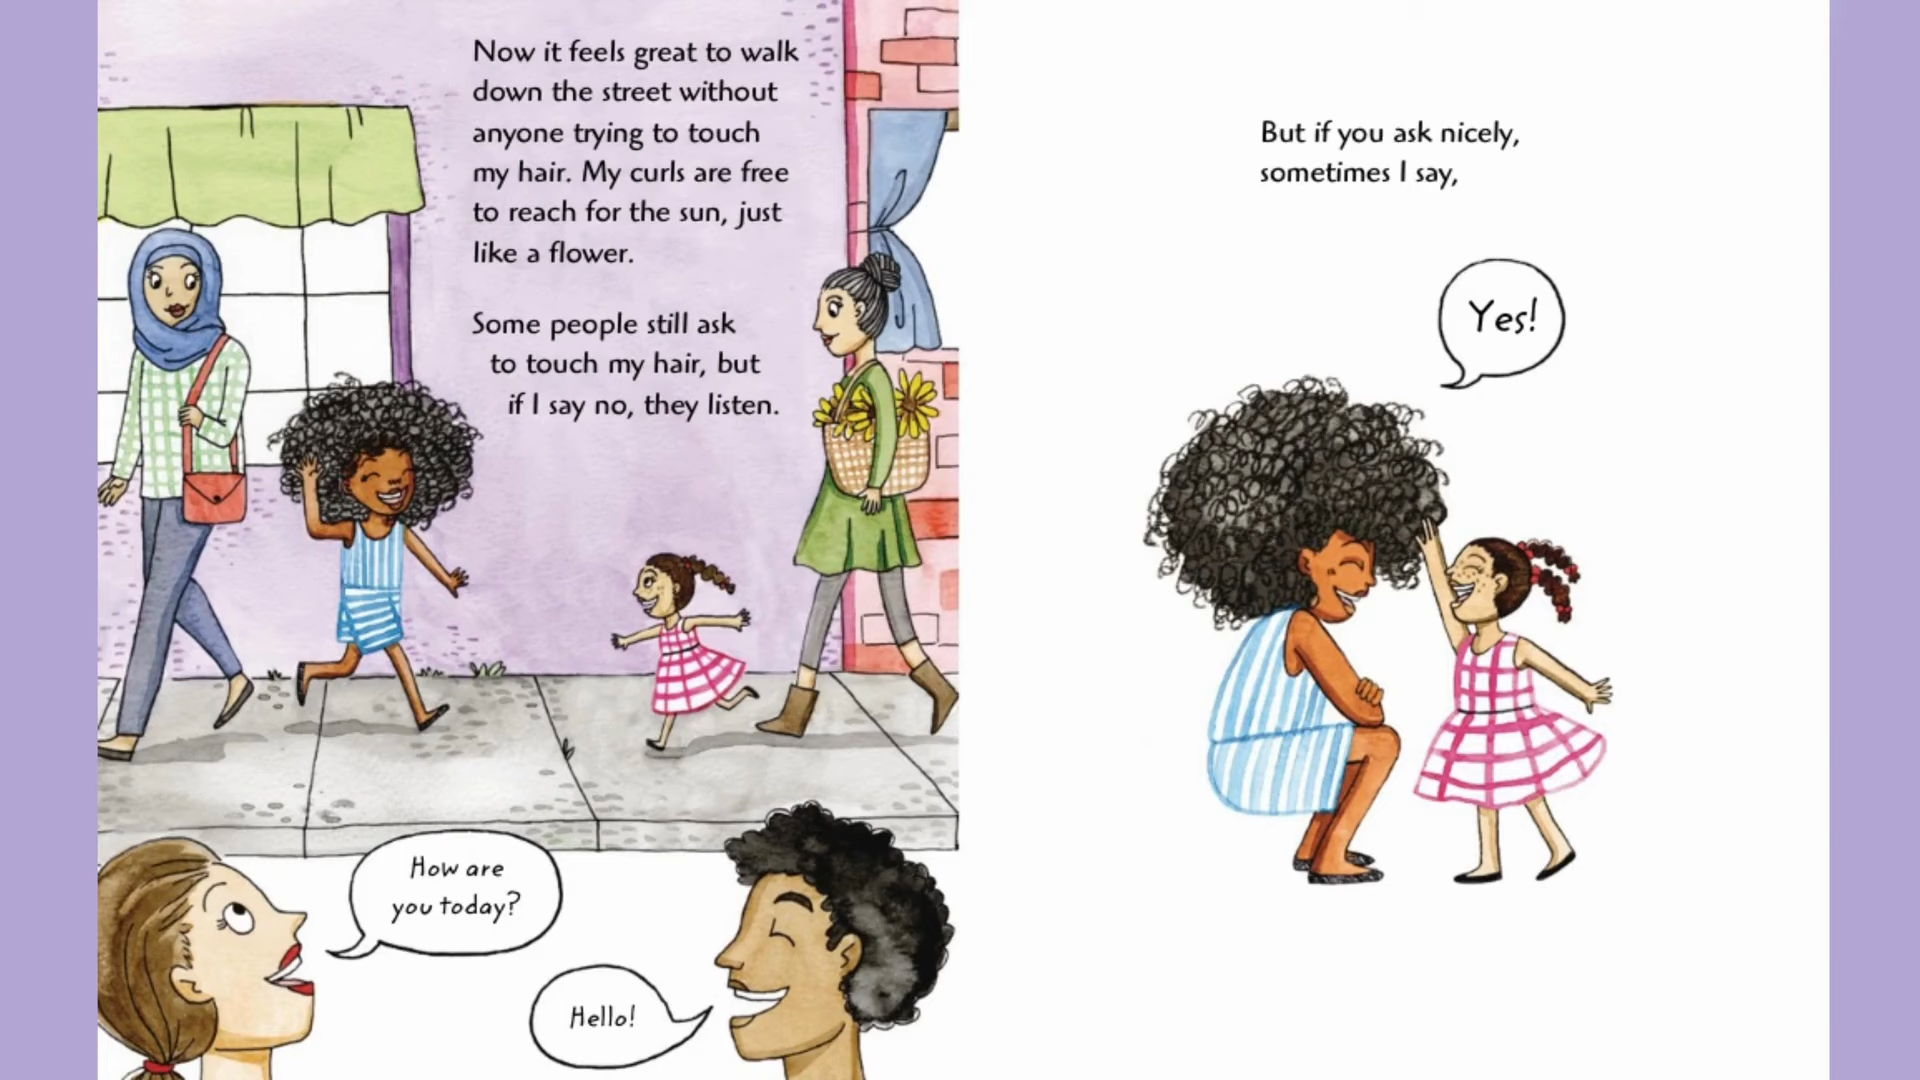 Now it feels great to walk
down the street without
anyone trying to touch
my hair. My curls are free
to reach for the sun, just
like a flower.
Some people still ask
to touch my hair, but
if I say no, they listen.
How are
you today?
Hello!
But if you ask nicely,
sometimes I say,
Yes!